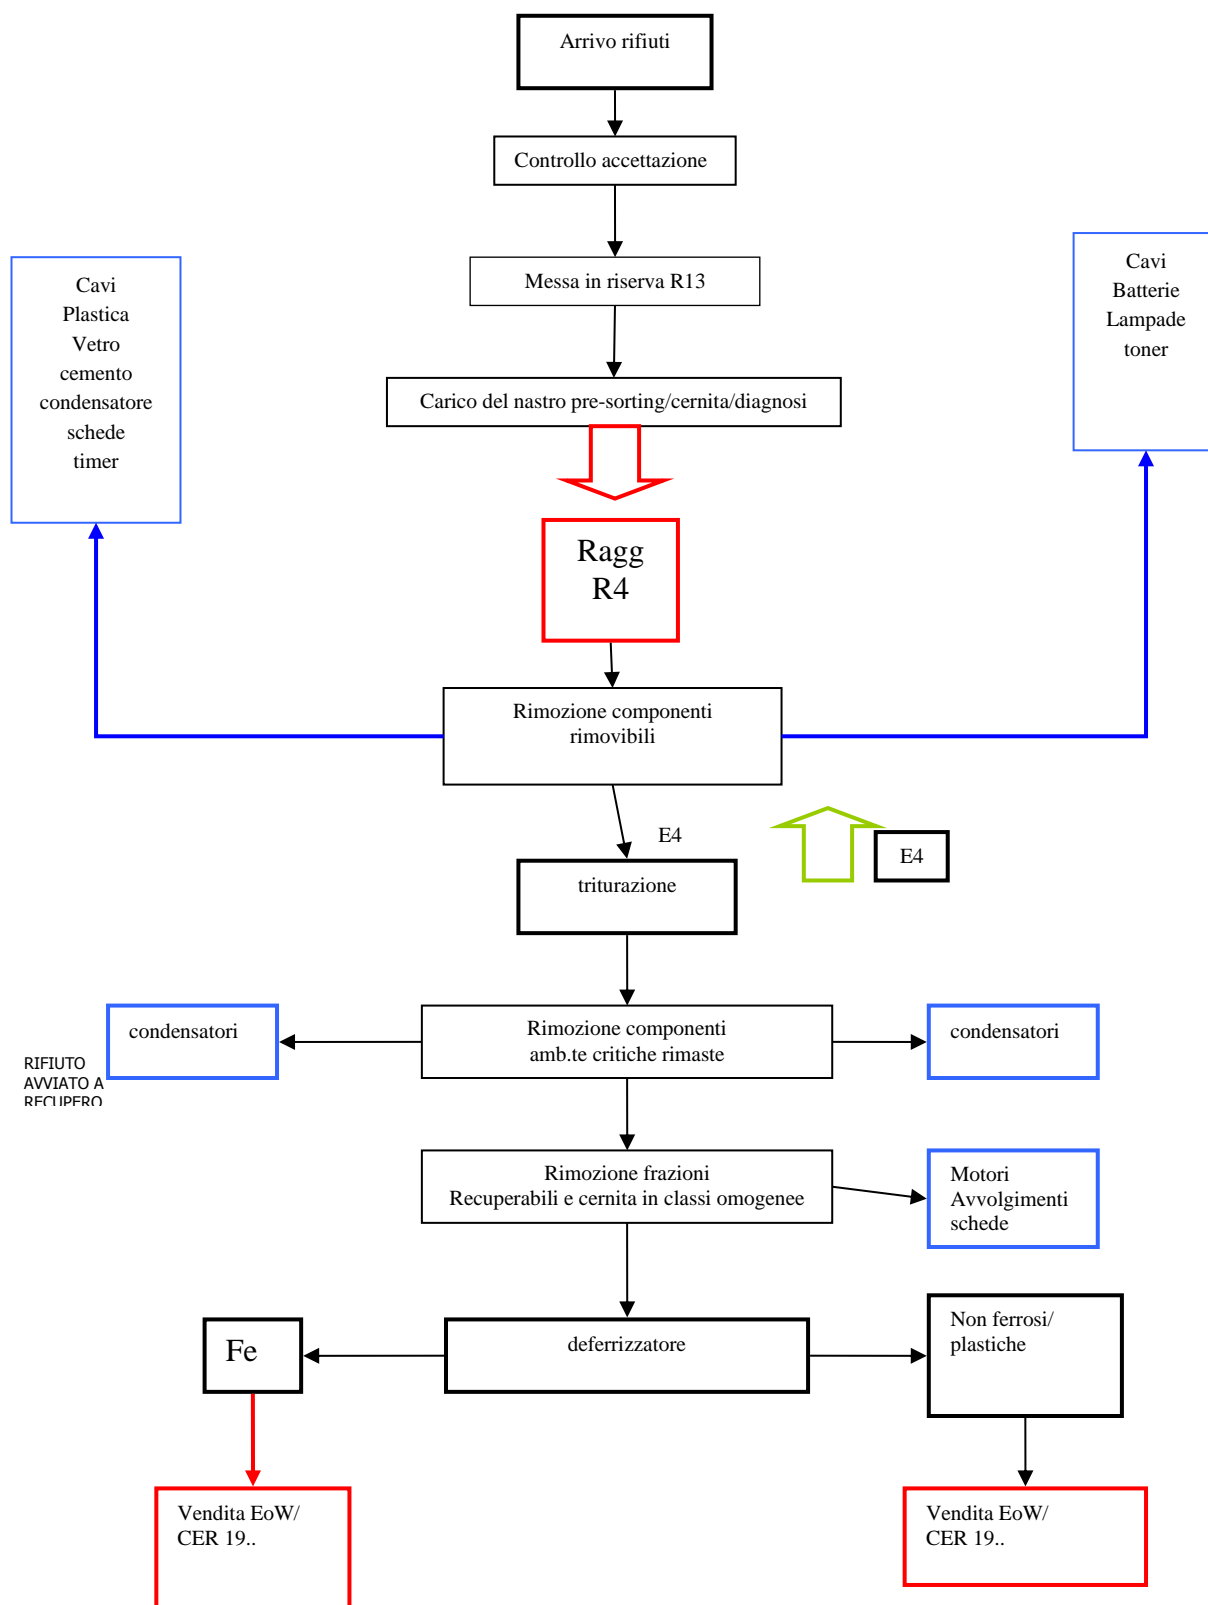 Arrivo rifiuti
Controllo accettazione
Messa in riserva R13
Cavi
Plastica
Vetro
cemento
condensatore
schede
timer
Cavi
Batterie
Lampade
toner
Carico del nastro pre-sorting/cernita/diagnosi
Ragg
R4
Rimozione componenti
rimovibili
E4
E4
triturazione
condensatori
Rimozione componenti
amb.te critiche rimaste
condensatori
RIFIUTO
AVVIATO A
RECUPERO
Rimozione frazioni
Recuperabili e cernita in classi omogenee
Motori
Avvolgimenti
schede
Fe
deferrizzatore
Non ferrosi/
plastiche
Vendita EoW/
CER 19..
Vendita EoW/
CER 19..